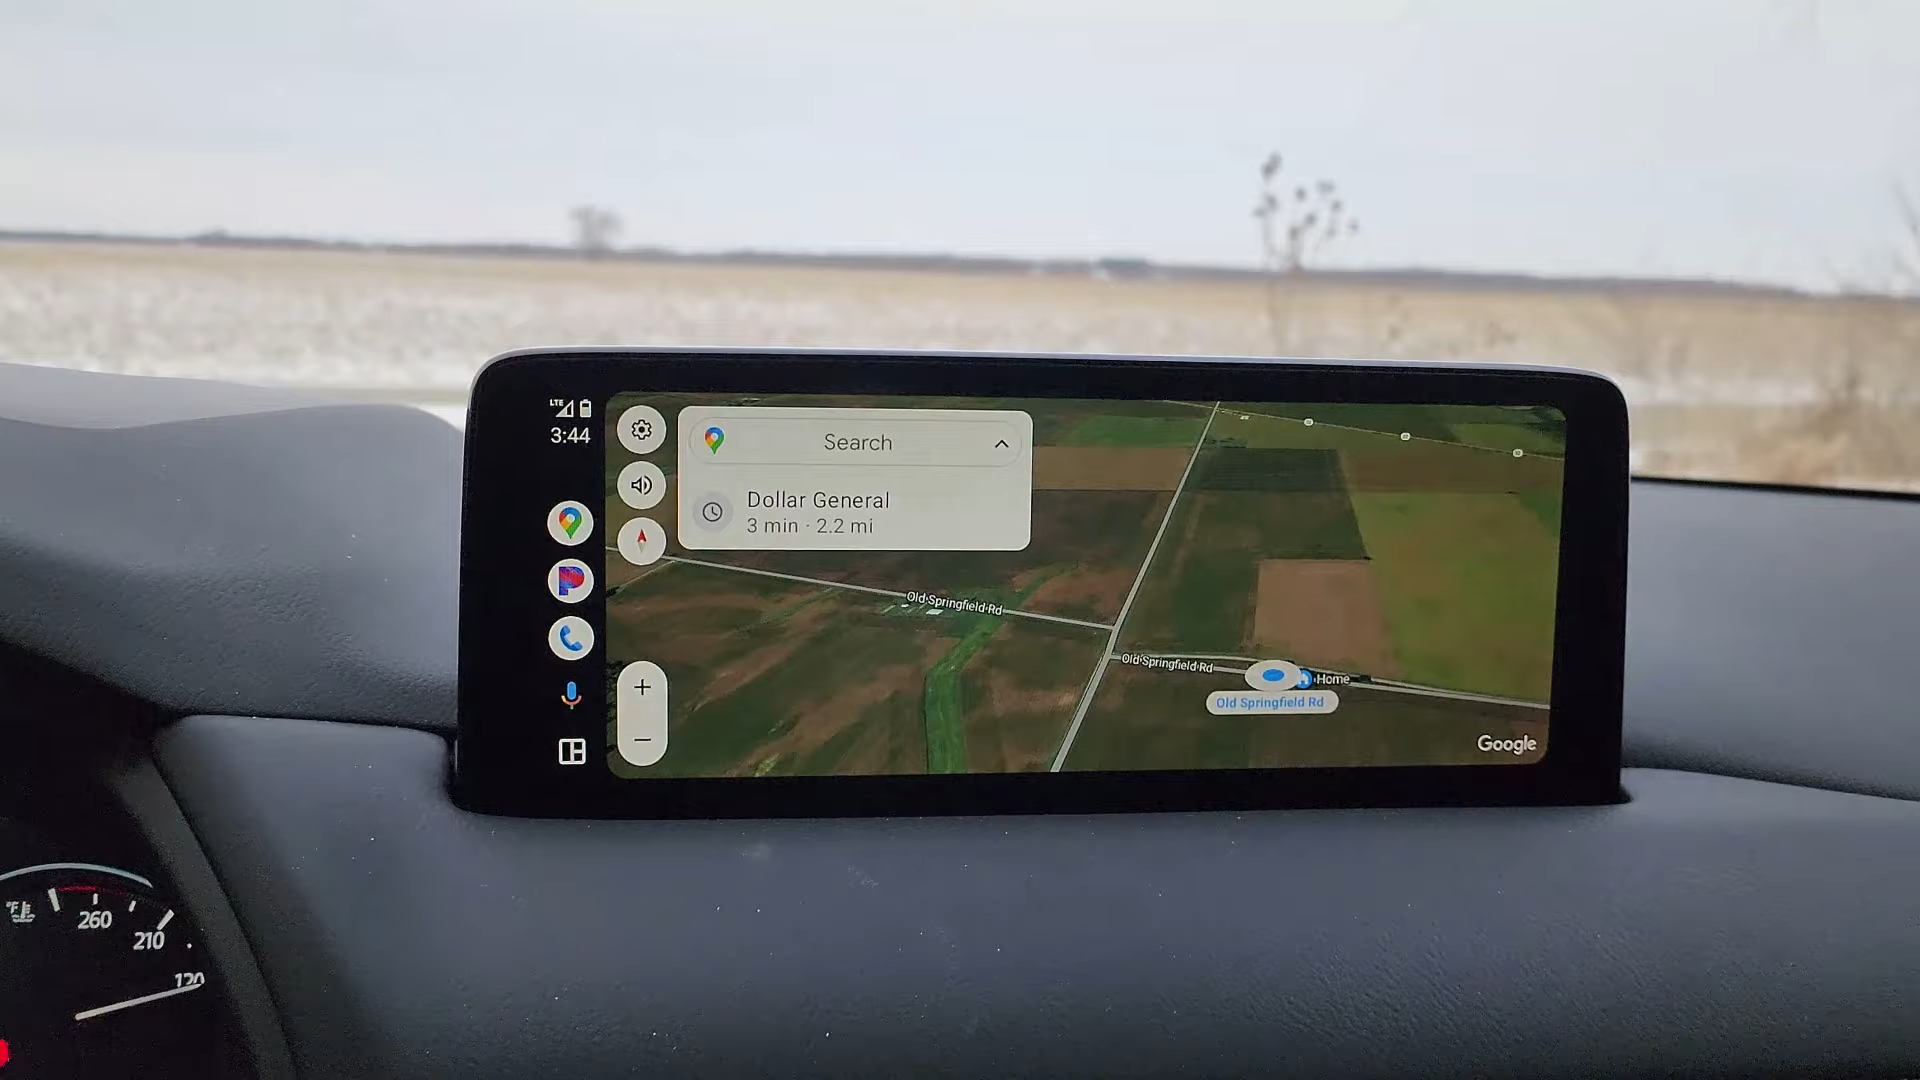 LTE
3:44
Search
Dollar General
3 min · 2.2 mi
Old Springfield Rd
Old Springfield Rd
Home
Old Springfield Rd
Google
+
−
°F
260
210
120